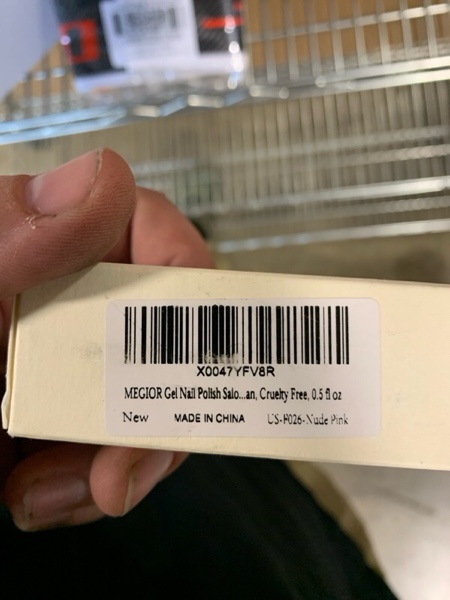 X0047YFV8R
MEGIOR Gel Nail Polish Salo...an, Cruelty Free, 0.5 fl oz
New MADE IN CHINA US-F026-Nude Pink